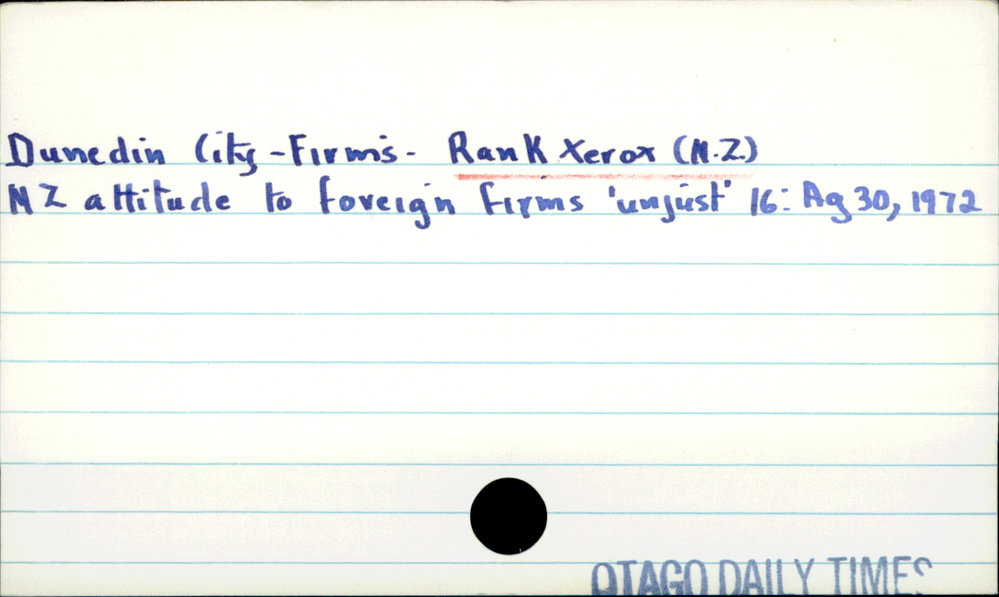 Dunedin City - Firms - Rank Xerox (N.Z)
NZ attitude to foreign firms 'unjust' 16: Ag 30, 1972
OTAGO DAILY TIMES